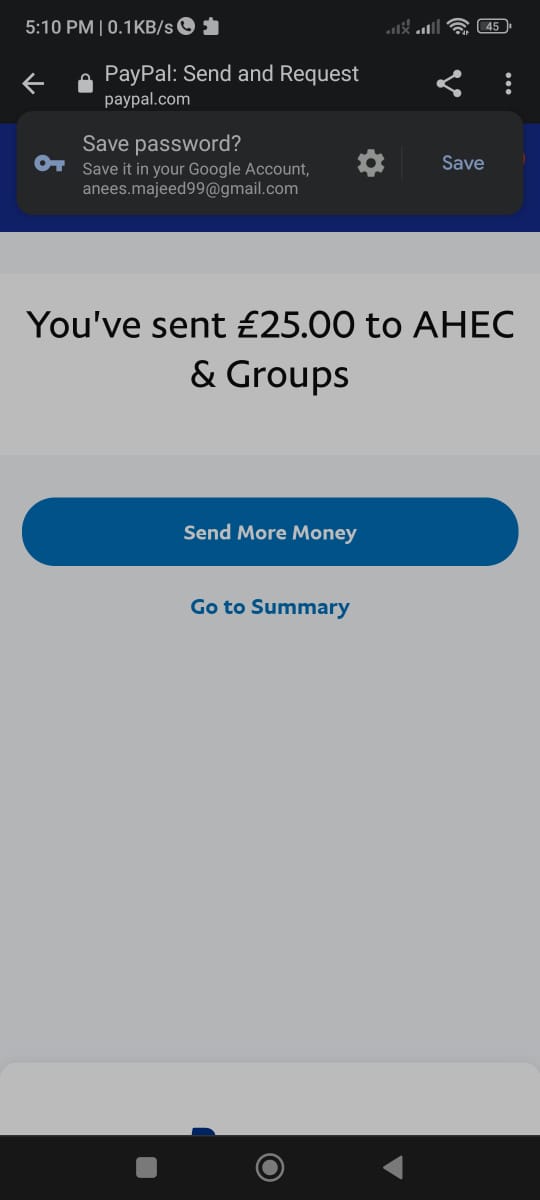 5:10 PM | 0.1KB/s
45
PayPal: Send and Request
paypal.com
Save password?
Save it in your Google Account,
anees.majeed99@gmail.com
Save
You've sent £25.00 to AHEC
& Groups
Send More Money
Go to Summary